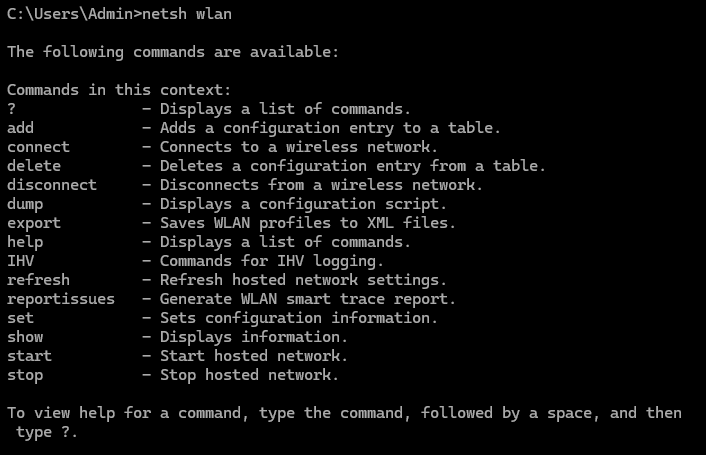 C:\Users\Admin>netsh wlan
The following commands are available:
Commands in this context:
?              - Displays a list of commands.
add            - Adds a configuration entry to a table.
connect        - Connects to a wireless network.
delete         - Deletes a configuration entry from a table.
disconnect     - Disconnects from a wireless network.
dump           - Displays a configuration script.
export         - Saves WLAN profiles to XML files.
help           - Displays a list of commands.
IHV            - Commands for IHV logging.
refresh        - Refresh hosted network settings.
reportissues   - Generate WLAN smart trace report.
set            - Sets configuration information.
show           - Displays information.
start          - Start hosted network.
stop           - Stop hosted network.
To view help for a command, type the command, followed by a space, and then
 type ?.